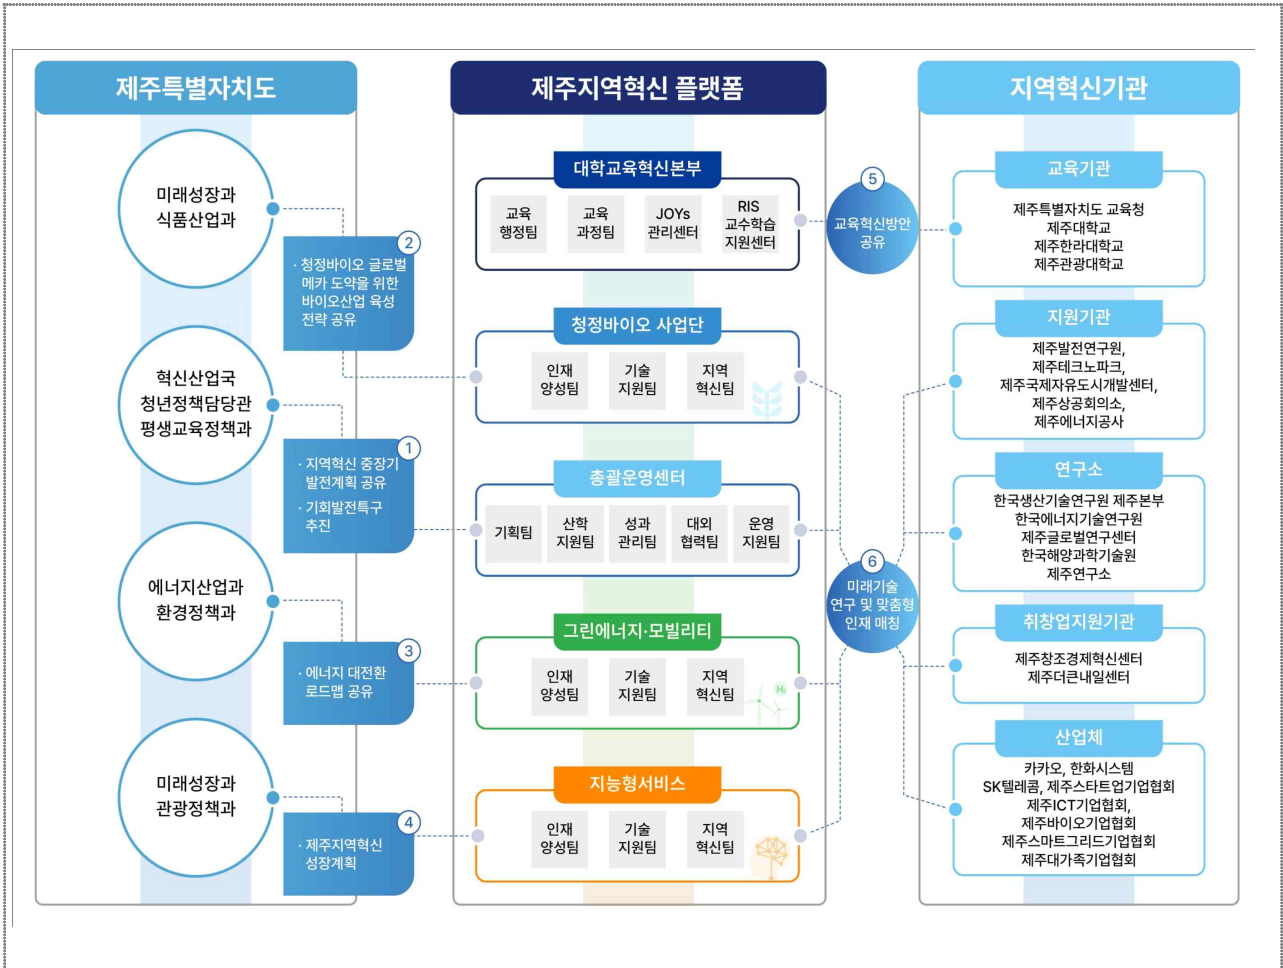 제주특별자치도
미래성장과
식품산업과
2
· 청정바이오 글로벌
메카 도약을 위한
바이오산업 육성
전략 공유
혁신산업국
청년정책담당관
평생교육정책과
1
· 지역혁신 중장기
발전계획 공유
· 기회발전특구
추진
에너지산업과
환경정책과
3
· 에너지 대전환
로드맵 공유
미래성장과
관광정책과
4
· 제주지역혁신
성장계획
제주지역혁신 플랫폼
대학교육혁신본부
교육
행정팀
교육
과정팀
JOYs
관리센터
RIS
교수학습
지원센터
청정바이오 사업단
인재
양성팀
기술
지원팀
지역
혁신팀
총괄운영센터
기획팀
산학
지원팀
성과
관리팀
대외
협력팀
운영
지원팀
그린에너지·모빌리티
인재
양성팀
기술
지원팀
지역
혁신팀
H₂
지능형서비스
인재
양성팀
기술
지원팀
지역
혁신팀
5
교육혁신방안
공유
6
미래기술
연구 및 맞춤형
인재 매칭
지역혁신기관
교육기관
제주특별자치도 교육청
제주대학교
제주한라대학교
제주관광대학교
지원기관
제주발전연구원,
제주테크노파크,
제주국제자유도시개발센터,
제주상공회의소,
제주에너지공사
연구소
한국생산기술연구원 제주본부
한국에너지기술연구원
제주글로벌연구센터
한국해양과학기술원
제주연구소
취창업지원기관
제주창조경제혁신센터
제주더큰내일센터
산업체
카카오, 한화시스템
SK텔레콤, 제주스타트업기업협회
제주ICT기업협회,
제주바이오기업협회
제주스마트그리드기업협회
제주대가족기업협회